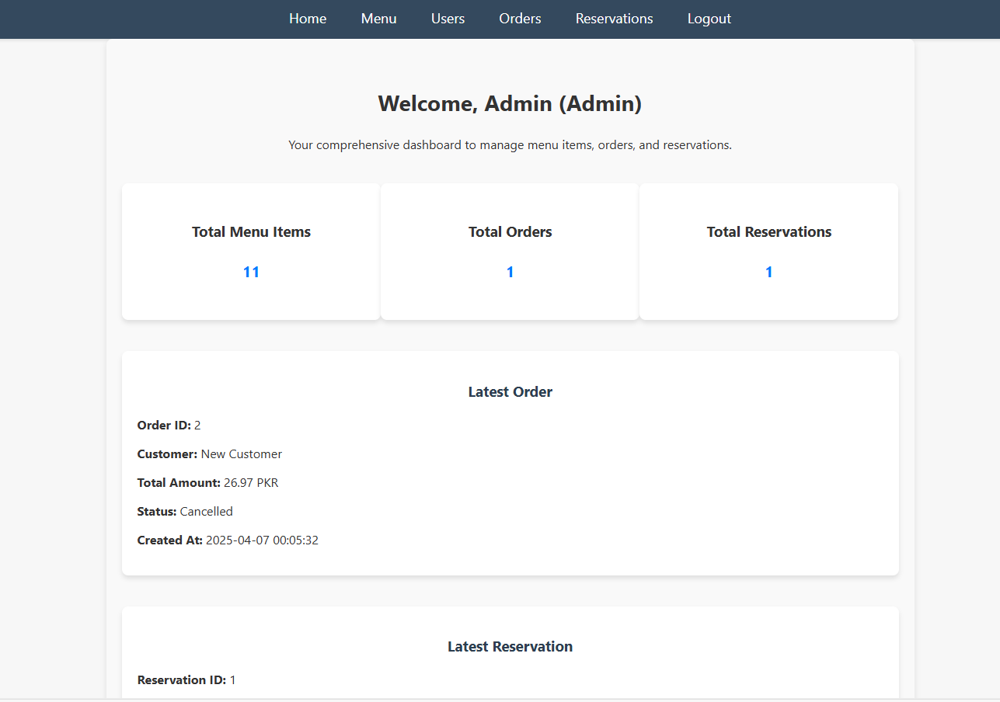 Home Menu Users Orders Reservations Logout
Welcome, Admin (Admin)
Your comprehensive dashboard to manage menu items, orders, and reservations.
Total Menu Items
11
Total Orders
1
Total Reservations
1
Latest Order
Order ID: 2
Customer: New Customer
Total Amount: 26.97 PKR
Status: Cancelled
Created At: 2025-04-07 00:05:32
Latest Reservation
Reservation ID: 1